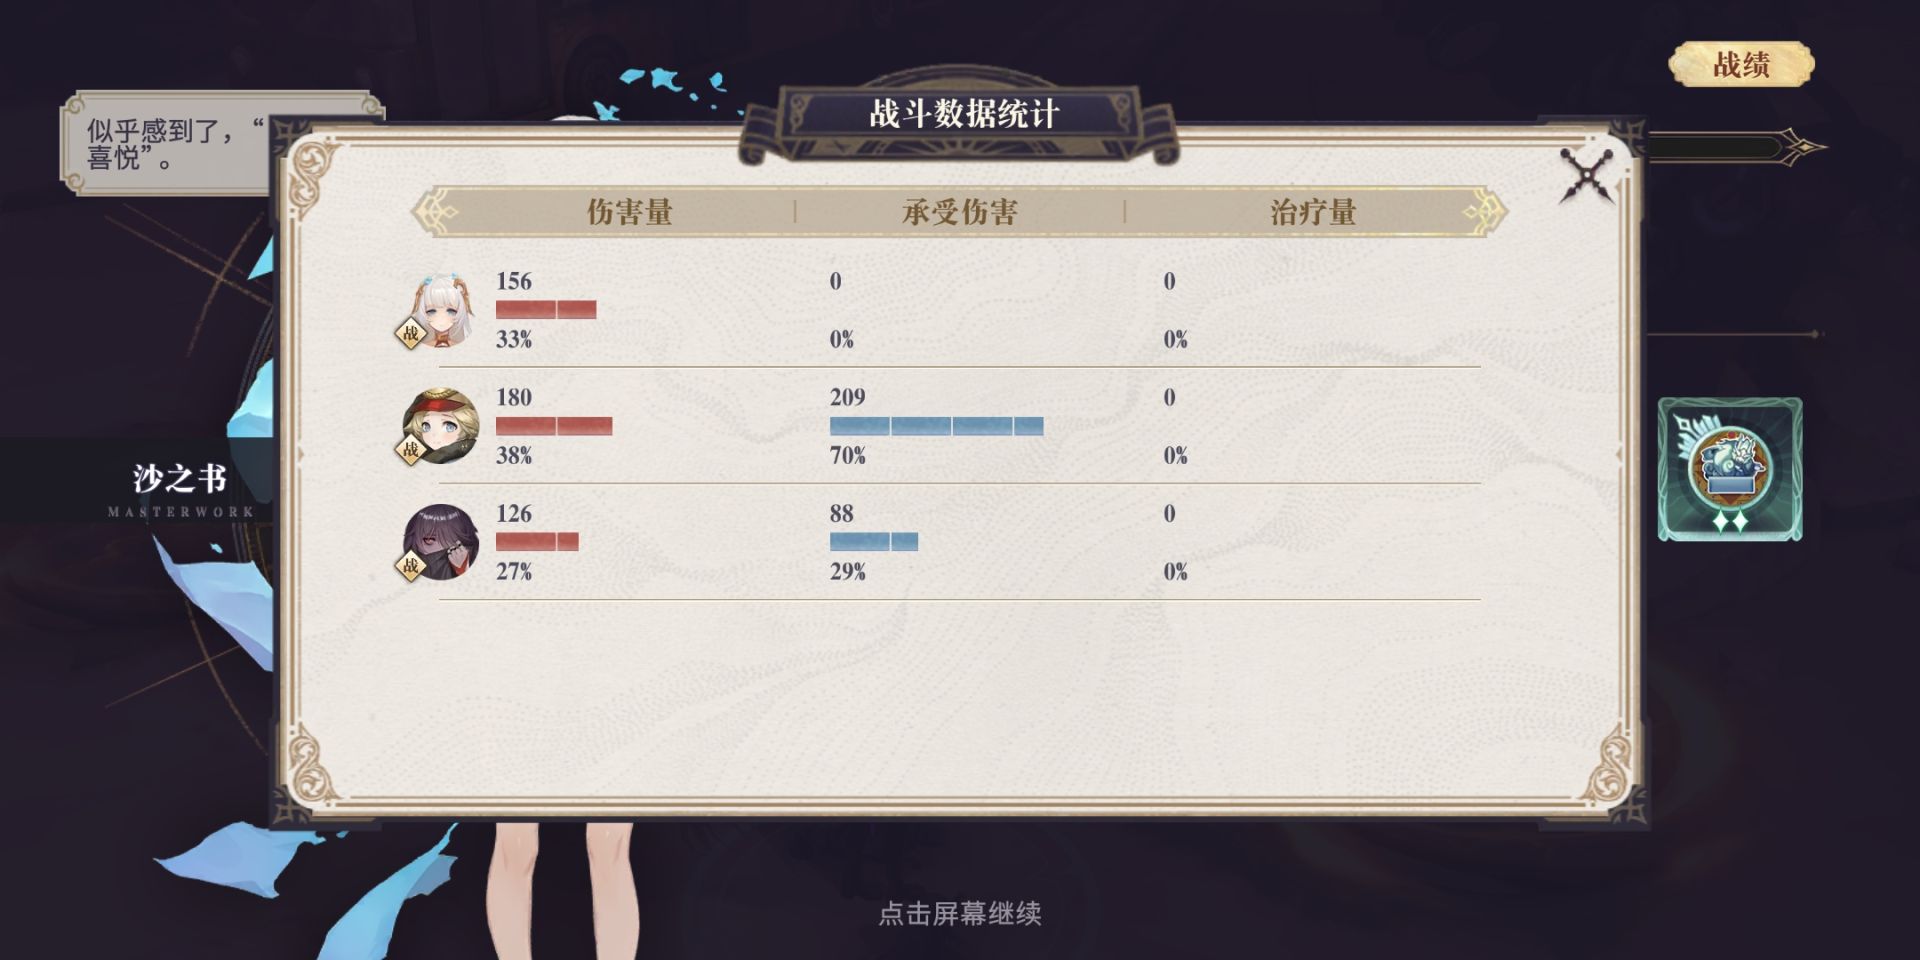 战绩
战斗数据统计
似乎感到了，“
喜悦”。
伤害量
承受伤害
治疗量
156
0
0
战
33%
0%
0%
180
209
0
战
38%
70%
0%
126
88
0
战
27%
29%
0%
沙之书
MASTERWORK
点击屏幕继续